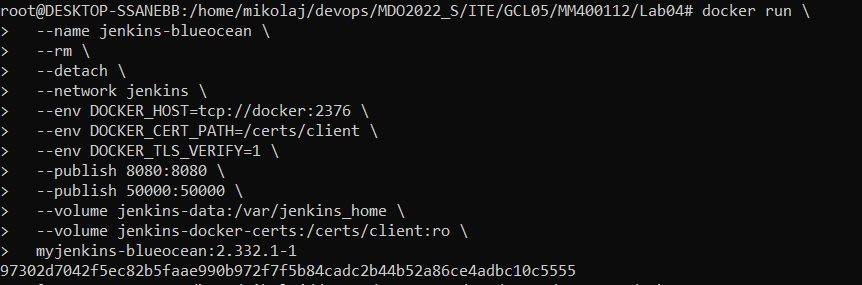 root@DESKTOP-SSANEBB:/home/mikolaj/devops/MDO2022_S/ITE/GCL05/MM400112/Lab04# docker run \
>   --name jenkins-blueocean \
>   --rm \
>   --detach \
>   --network jenkins \
>   --env DOCKER_HOST=tcp://docker:2376 \
>   --env DOCKER_CERT_PATH=/certs/client \
>   --env DOCKER_TLS_VERIFY=1 \
>   --publish 8080:8080 \
>   --publish 50000:50000 \
>   --volume jenkins-data:/var/jenkins_home \
>   --volume jenkins-docker-certs:/certs/client:ro \
>   myjenkins-blueocean:2.332.1-1
97302d7042f5ec82b5faae990b972f7f5b84cadc2b44b52a86ce4adbc10c5555